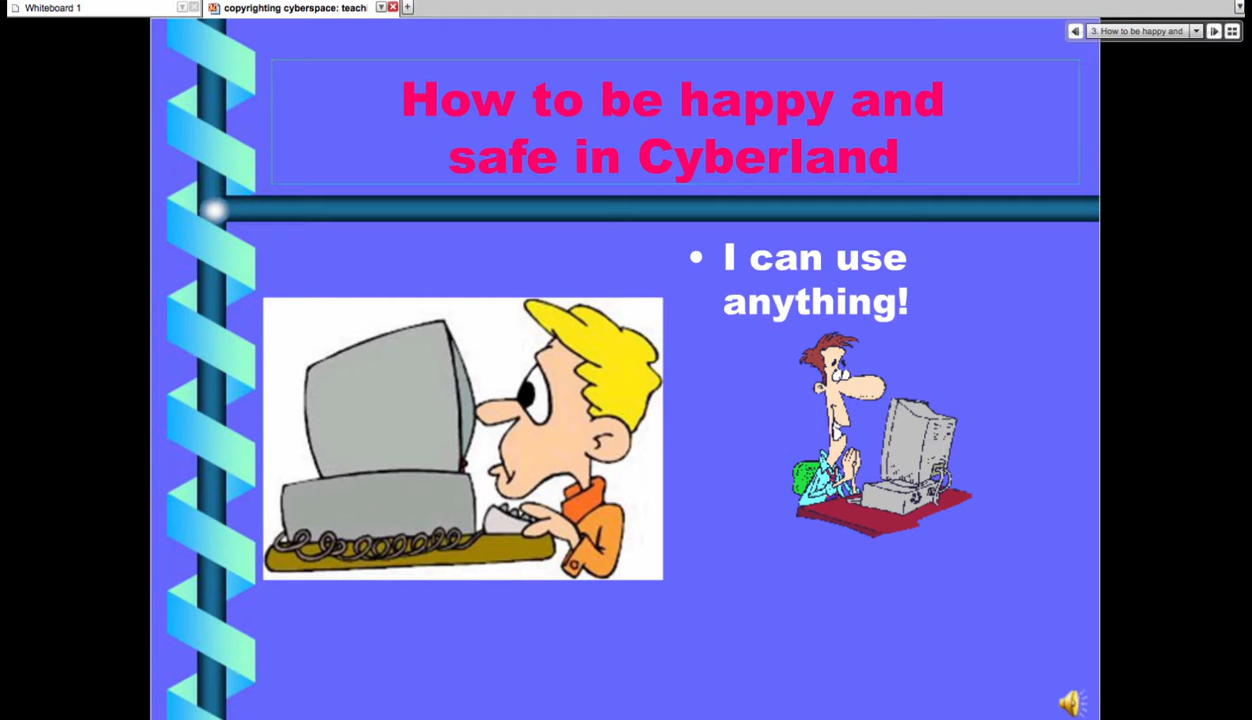 Whiteboard 1
copyrighting cyberspace: teachi
3. How to be happy and
How to be happy and
safe in Cyberland
• I can use
anything!